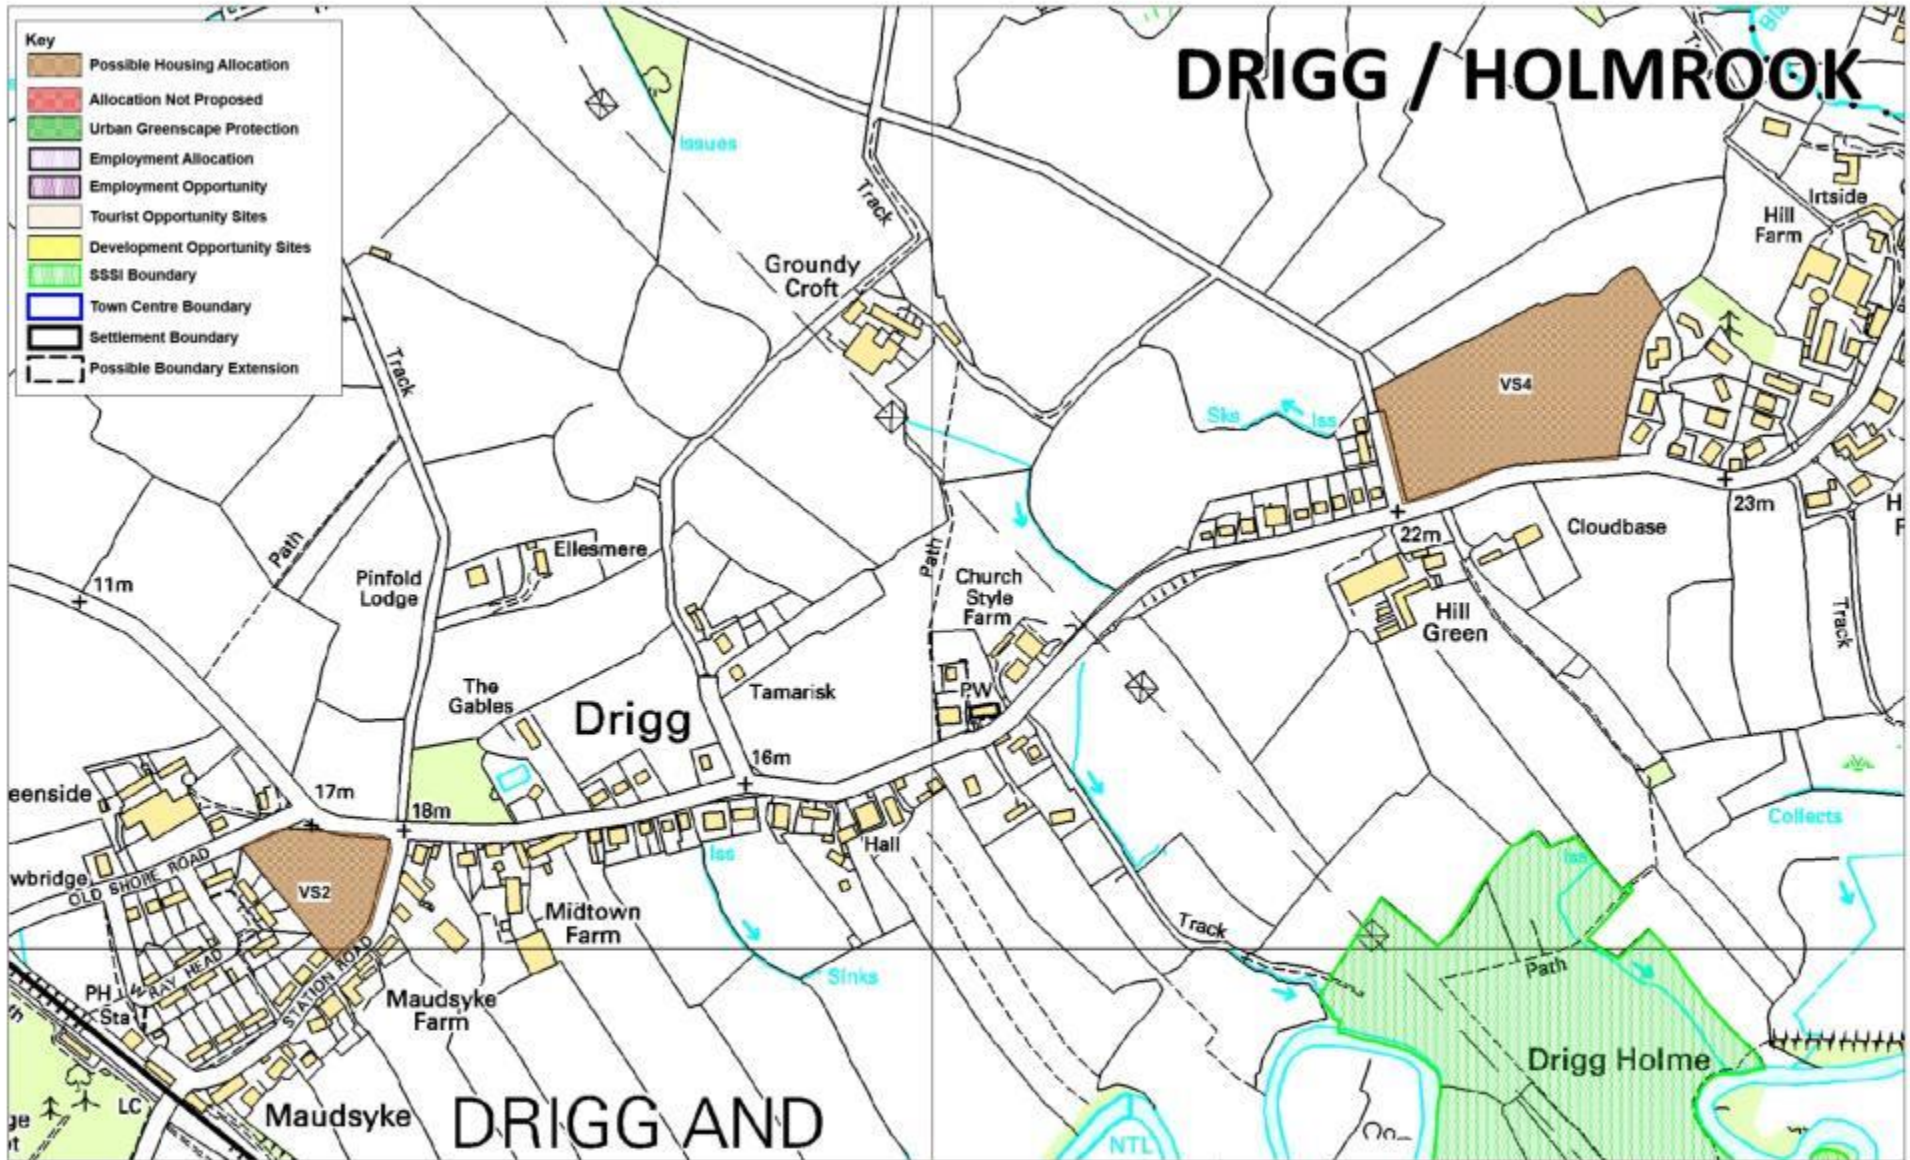 DRIGG / HOLMROOK
Key
Possible Housing Allocation
Allocation Not Proposed
Urban Greenscape Protection
Employment Allocation
Employment Opportunity
Tourist Opportunity Sites
Development Opportunity Sites
SSSI Boundary
Town Centre Boundary
Settlement Boundary
Possible Boundary Extension
Issues
Track
Irtside
Hill
Farm
Groundy
Croft
Track
VS4
Sks
Iss
23m
22m
Cloudbase
Path
Ellesmere
Path
11m
Pinfold
Lodge
Church
Style
Farm
Hill
Green
Track
The
Gables
Drigg
Tamarisk
PW
16m
eenside
17m
18m
Collects
Iss
Hall
Iss
wbridge
OLD SHORE ROAD
VS2
Midtown
Farm
Track
Path
Sinks
WRAY HEAD
STATION ROAD
PH
Sta
Maudsyke
Farm
Drigg Holme
LC
Maudsyke
DRIGG AND
NTL